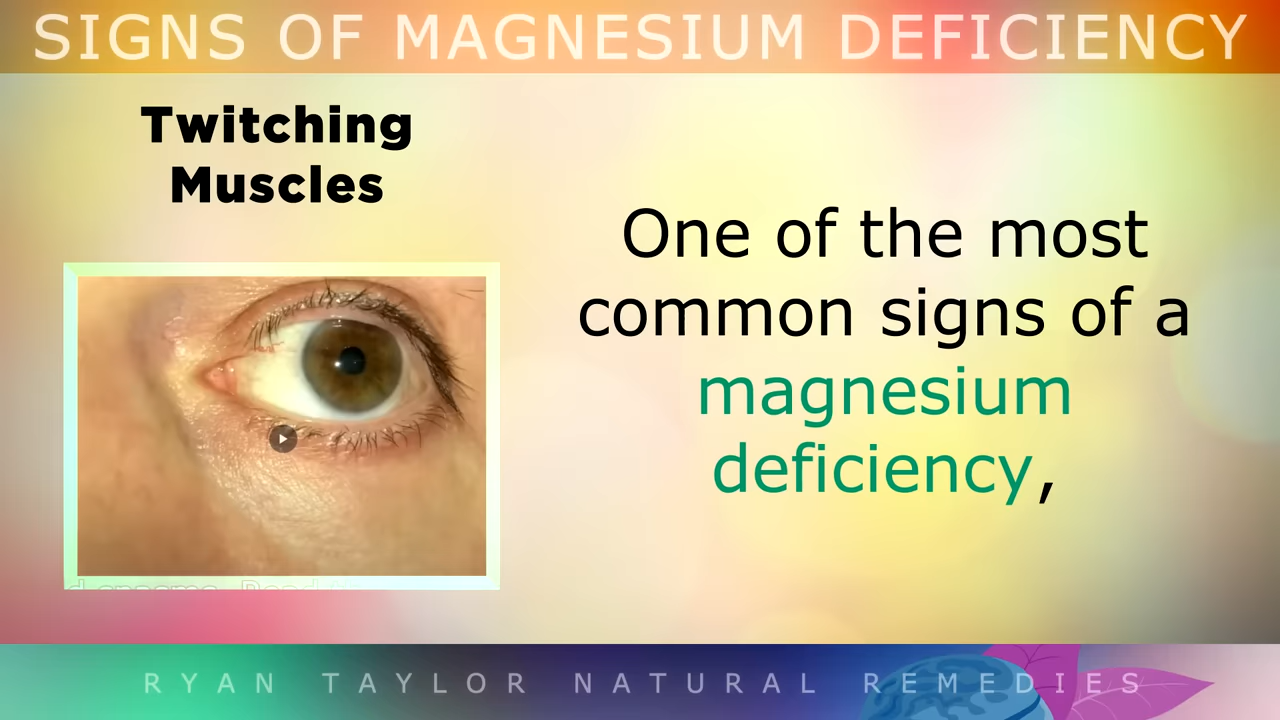 SIGNS OF MAGNESIUM DEFICIENCY
Twitching
Muscles
One of the most
common signs of a
magnesium
deficiency,
RYAN TAYLOR NATURAL REMEDIES